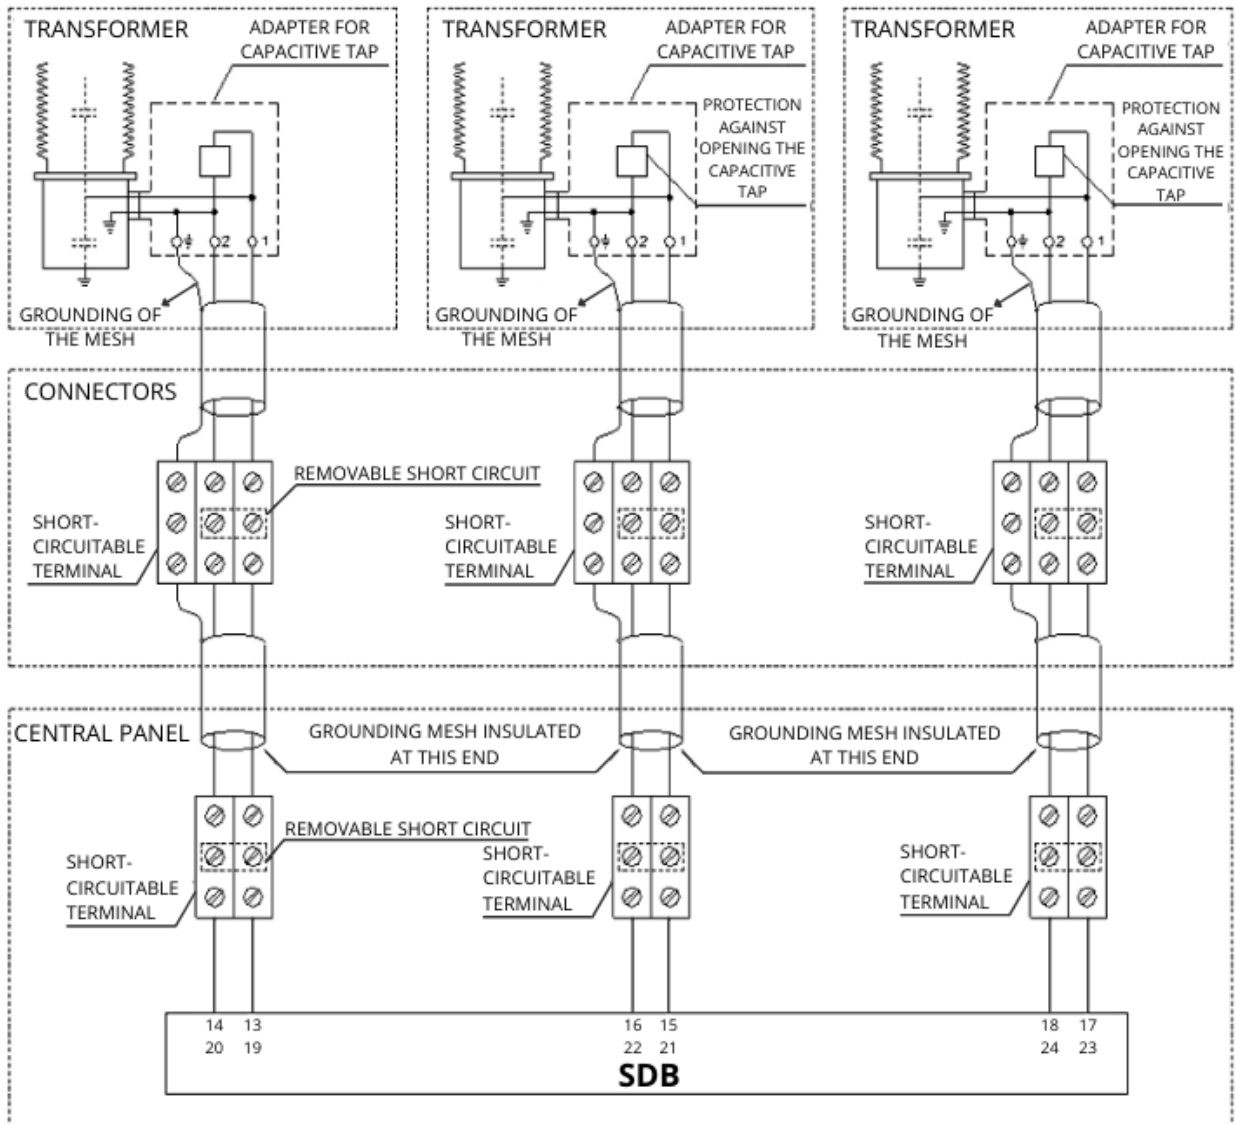 TRANSFORMER
ADAPTER FOR
CAPACITIVE TAP
2
1
GROUNDING OF
THE MESH
TRANSFORMER
ADAPTER FOR
CAPACITIVE TAP
PROTECTION
AGAINST
OPENING THE
CAPACITIVE
TAP
2
1
GROUNDING OF
THE MESH
TRANSFORMER
ADAPTER FOR
CAPACITIVE TAP
PROTECTION
AGAINST
OPENING THE
CAPACITIVE
TAP
2
1
GROUNDING OF
THE MESH
CONNECTORS
REMOVABLE SHORT CIRCUIT
SHORT-
CIRCUITABLE
TERMINAL
SHORT-
CIRCUITABLE
TERMINAL
SHORT-
CIRCUITABLE
TERMINAL
CENTRAL PANEL
GROUNDING MESH INSULATED
AT THIS END
GROUNDING MESH INSULATED
AT THIS END
REMOVABLE SHORT CIRCUIT
SHORT-
CIRCUITABLE
TERMINAL
SHORT-
CIRCUITABLE
TERMINAL
SHORT-
CIRCUITABLE
TERMINAL
14 13 16 15 18 17
20 19 22 21 24 23
SDB